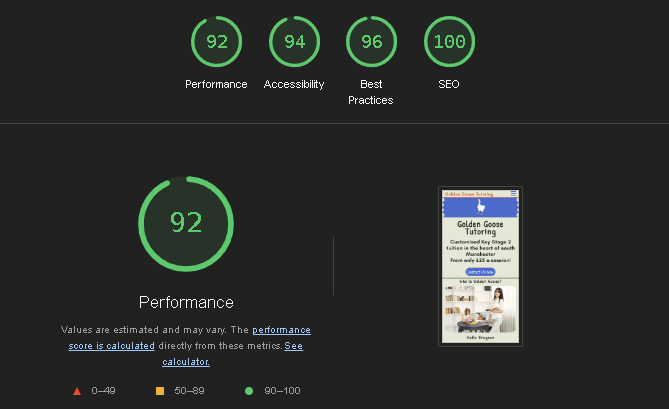 92
94
96
100
Performance
Accessibility
Best
Practices
SEO
92
Performance
Values are estimated and may vary. The performance
score is calculated directly from these metrics. See
calculator.
0–49
50–89
90–100
Golden Goose Tutoring
Golden Goose
Tutoring
Customised Key Stage 2
tuition in the heart of south
Manchester
From only £25 a session!
Contact Us Now
Who is Golden Goose?